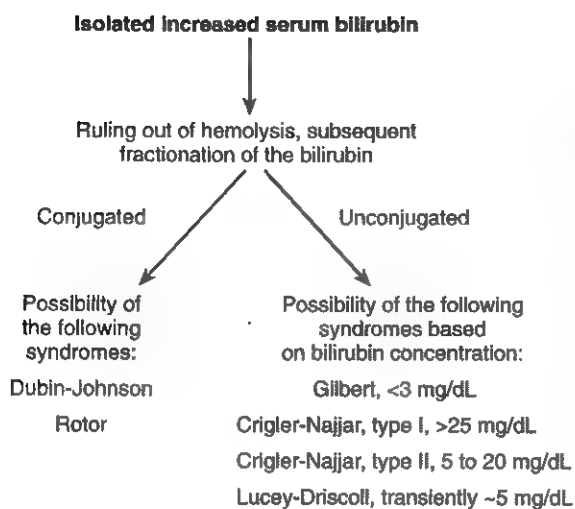 Isolated increased serum bilirubin
Ruling out of hemolysis, subsequent
fractionation of the bilirubin
Conjugated
Unconjugated
Possibility of
the following
syndromes:
Dubin-Johnson
Rotor
Possibility of the following
syndromes based
on bilirubin concentration:
Gilbert, <3 mg/dL
Crigler-Najjar, type I, >25 mg/dL
Crigler-Najjar, type II, 5 to 20 mg/dL
Lucey-Driscoll, transiently ~5 mg/dL